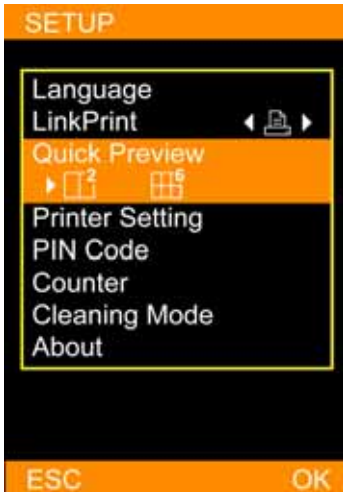 SETUP
Language
LinkPrint
Quick Preview
2 6
Printer Setting
PIN Code
Counter
Cleaning Mode
About
ESC OK